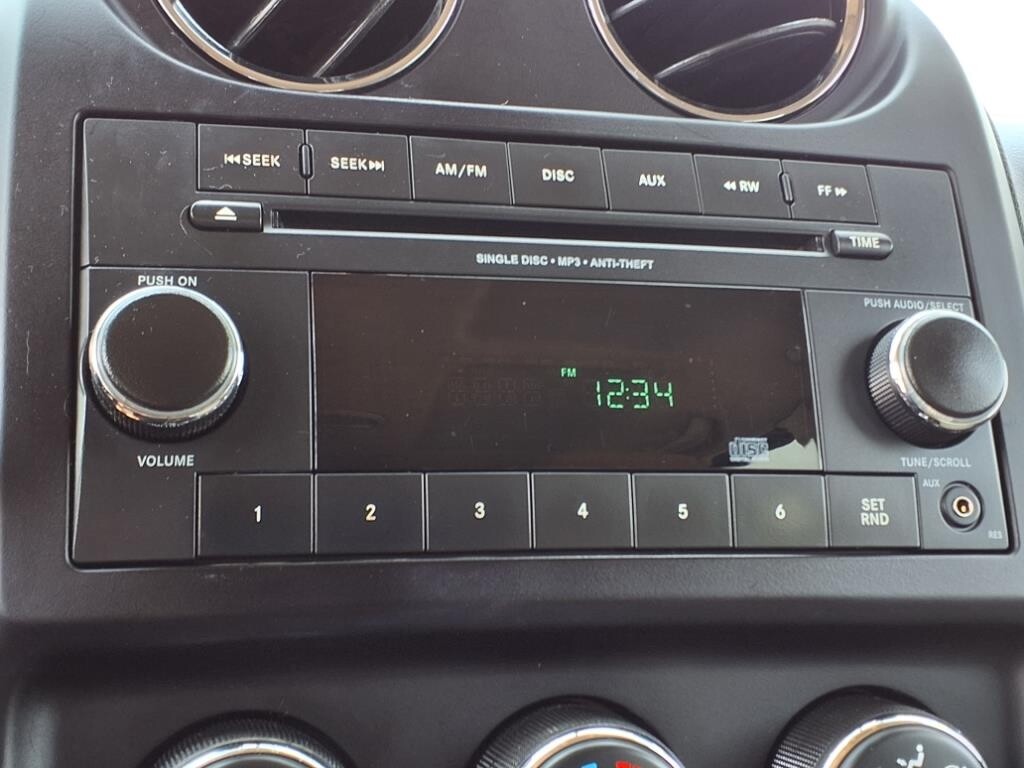 SEEK
SEEK
AM/FM
DISC
AUX
RW
FF
TIME
SINGLE DISC • MP3 • ANTI-THEFT
PUSH ON
PUSH AUDIO/SELECT
FM
12:34
DISC
VOLUME
TUNE/SCROLL
AUX
1
2
3
4
5
6
SET
RND
RES